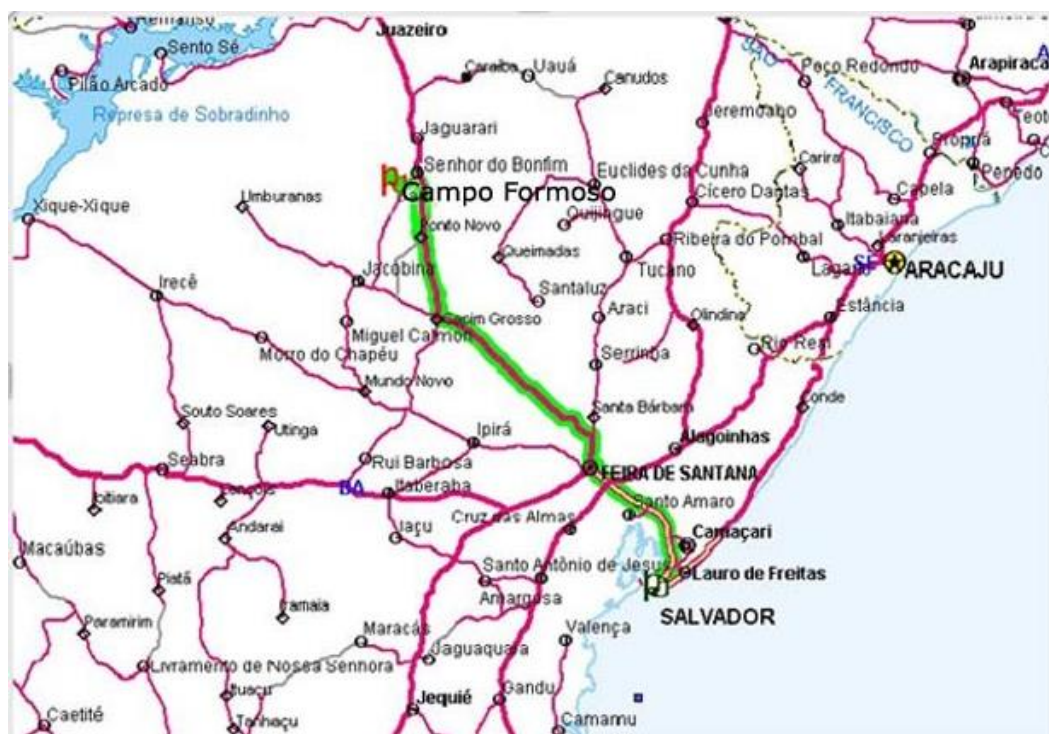 Remanso
Juazeiro
Sento Sé
Pilão Arcado
Represa de Sobradinho
Caraíba
Uauá
Canudos
Jaguarari
Senhor do Bonfim
Campo Formoso
Umburanas
Xique-Xique
Ponto Novo
Jacobina
Irecê
Capim Grosso
Miguel Calmon
Morro do Chapéu
Mundo Novo
Souto Soares
Utinga
Ipirá
Seabra
Rui Barbosa
BA
Itaberaba
Ibitiara
Lençóis
Andaraí
Iaçu
Macaúbas
Piatã
Iramaia
Paramirim
Maracás
Livramento de Nossa Senhora
Ituaçu
Caetité
Tanhaçu
Jequié
Jaguaquara
Gandu
Camamu
Valença
Amargosa
Santo Antônio de Jesus
Cruz das Almas
FEIRA DE SANTANA
Santo Amaro
Camaçari
Lauro de Freitas
SALVADOR
Alagoinhas
Santa Bárbara
Serrinha
Araci
Santaluz
Queimadas
Quijingue
Tucano
Euclides da Cunha
Cícero Dantas
Jeremoabo
Ribeira do Pombal
Olindina
Rio Real
Conde
Estância
ARACAJU
SE
Lagarto
Laranjeiras
Itabaiana
Capela
Carira
Propriá
Penedo
Poço Redondo
SÃO
FRANCISCO
Arapiraca
Teoto
A